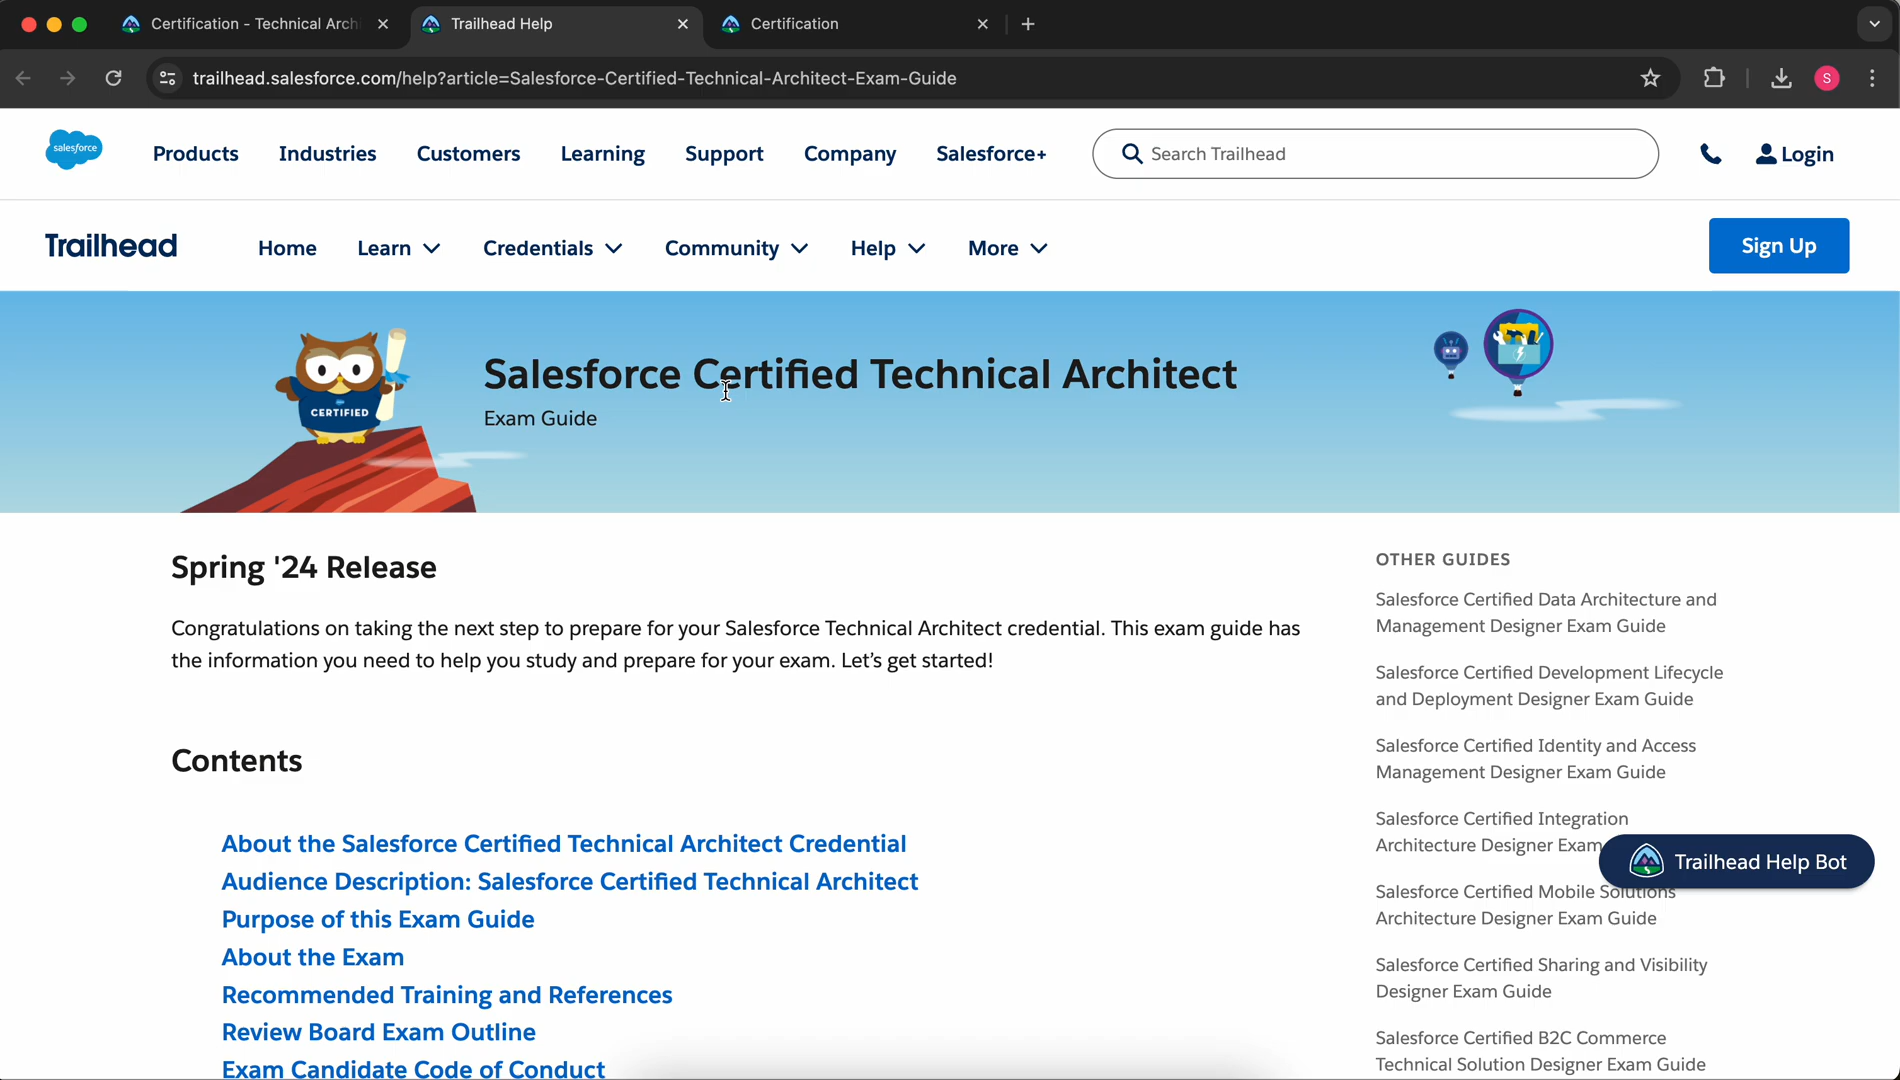 Certification - Technical Archi
Trailhead Help
Certification
trailhead.salesforce.com/help?article=Salesforce-Certified-Technical-Architect-Exam-Guide
S
salesforce
Products
Industries
Customers
Learning
Support
Company
Salesforce+
Search Trailhead
Login
Trailhead
Home
Learn
Credentials
Community
Help
More
Sign Up
CERTIFIED
Salesforce Certified Technical Architect
Exam Guide
Spring '24 Release
Congratulations on taking the next step to prepare for your Salesforce Technical Architect credential. This exam guide has
the information you need to help you study and prepare for your exam. Let’s get started!
Contents
About the Salesforce Certified Technical Architect Credential
Audience Description: Salesforce Certified Technical Architect
Purpose of this Exam Guide
About the Exam
Recommended Training and References
Review Board Exam Outline
Exam Candidate Code of Conduct
OTHER GUIDES
Salesforce Certified Data Architecture and
Management Designer Exam Guide
Salesforce Certified Development Lifecycle
and Deployment Designer Exam Guide
Salesforce Certified Identity and Access
Management Designer Exam Guide
Salesforce Certified Integration
Architecture Designer Exam
Trailhead Help Bot
Salesforce Certified Mobile Solutions
Architecture Designer Exam Guide
Salesforce Certified Sharing and Visibility
Designer Exam Guide
Salesforce Certified B2C Commerce
Technical Solution Designer Exam Guide